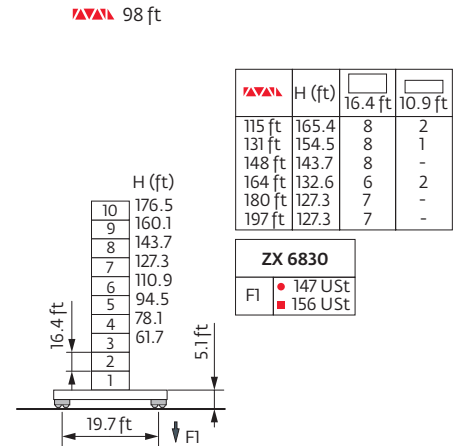 98 ft
H (ft) 16.4 ft 10.9 ft
115 ft 165.4 8 2
131 ft 154.5 8 1
148 ft 143.7 8 -
164 ft 132.6 6 2
180 ft 127.3 7 -
197 ft 127.3 7 -
H (ft)
10 176.5
9 160.1
8 143.7
7 127.3
6 110.9
5 94.5
4 78.1
3 61.7
2
1
16.4 ft
5.1 ft
19.7 ft
F1
ZX 6830
F1 147 USt
156 USt